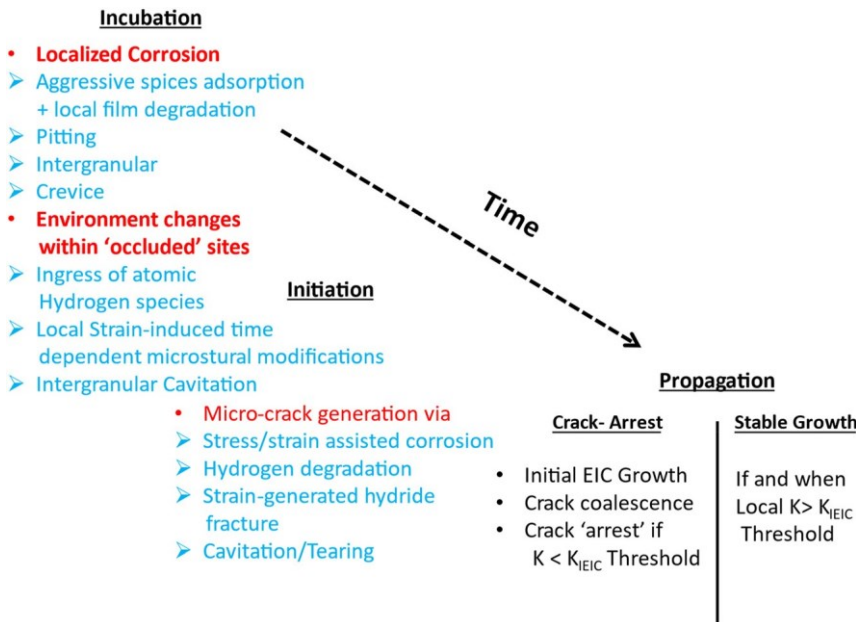 Incubation
• Localized Corrosion
➢ Aggressive spices adsorption
+ local film degradation
➢ Pitting
➢ Intergranular
➢ Crevice
• Environment changes
within ‘occluded’ sites
➢ Ingress of atomic
Hydrogen species
➢ Local Strain-induced time
dependent microstural modifications
➢ Intergranular Cavitation
Time
Initiation
• Micro-crack generation via
➢ Stress/strain assisted corrosion
➢ Hydrogen degradation
➢ Strain-generated hydride
fracture
➢ Cavitation/Tearing
Propagation
Crack- Arrest
• Initial EIC Growth
• Crack coalescence
• Crack ‘arrest’ if
K < KIEIC Threshold
Stable Growth
If and when
Local K> KIEIC
Threshold